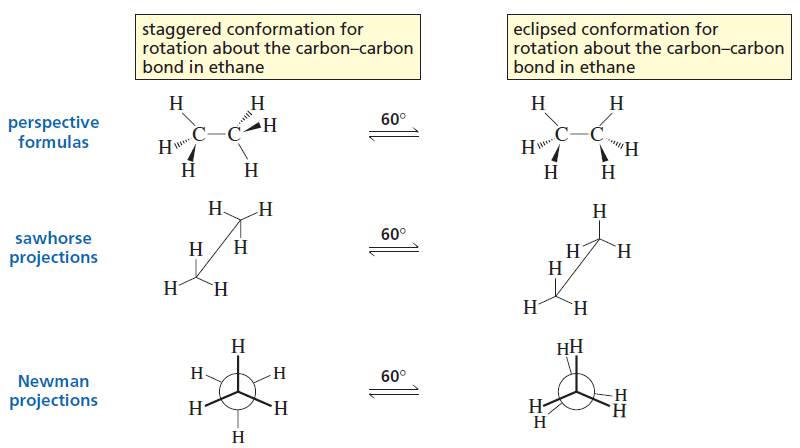 staggered conformation for
rotation about the carbon–carbon
bond in ethane
eclipsed conformation for
rotation about the carbon–carbon
bond in ethane
perspective
formulas
H H
C C H
H
H H
60°
H H
C C
H H
H H
sawhorse
projections
H H
H H
H H
60°
H
H H
H
H H
Newman
projections
H
H H
H H
H
60°
HH
H
H H
H